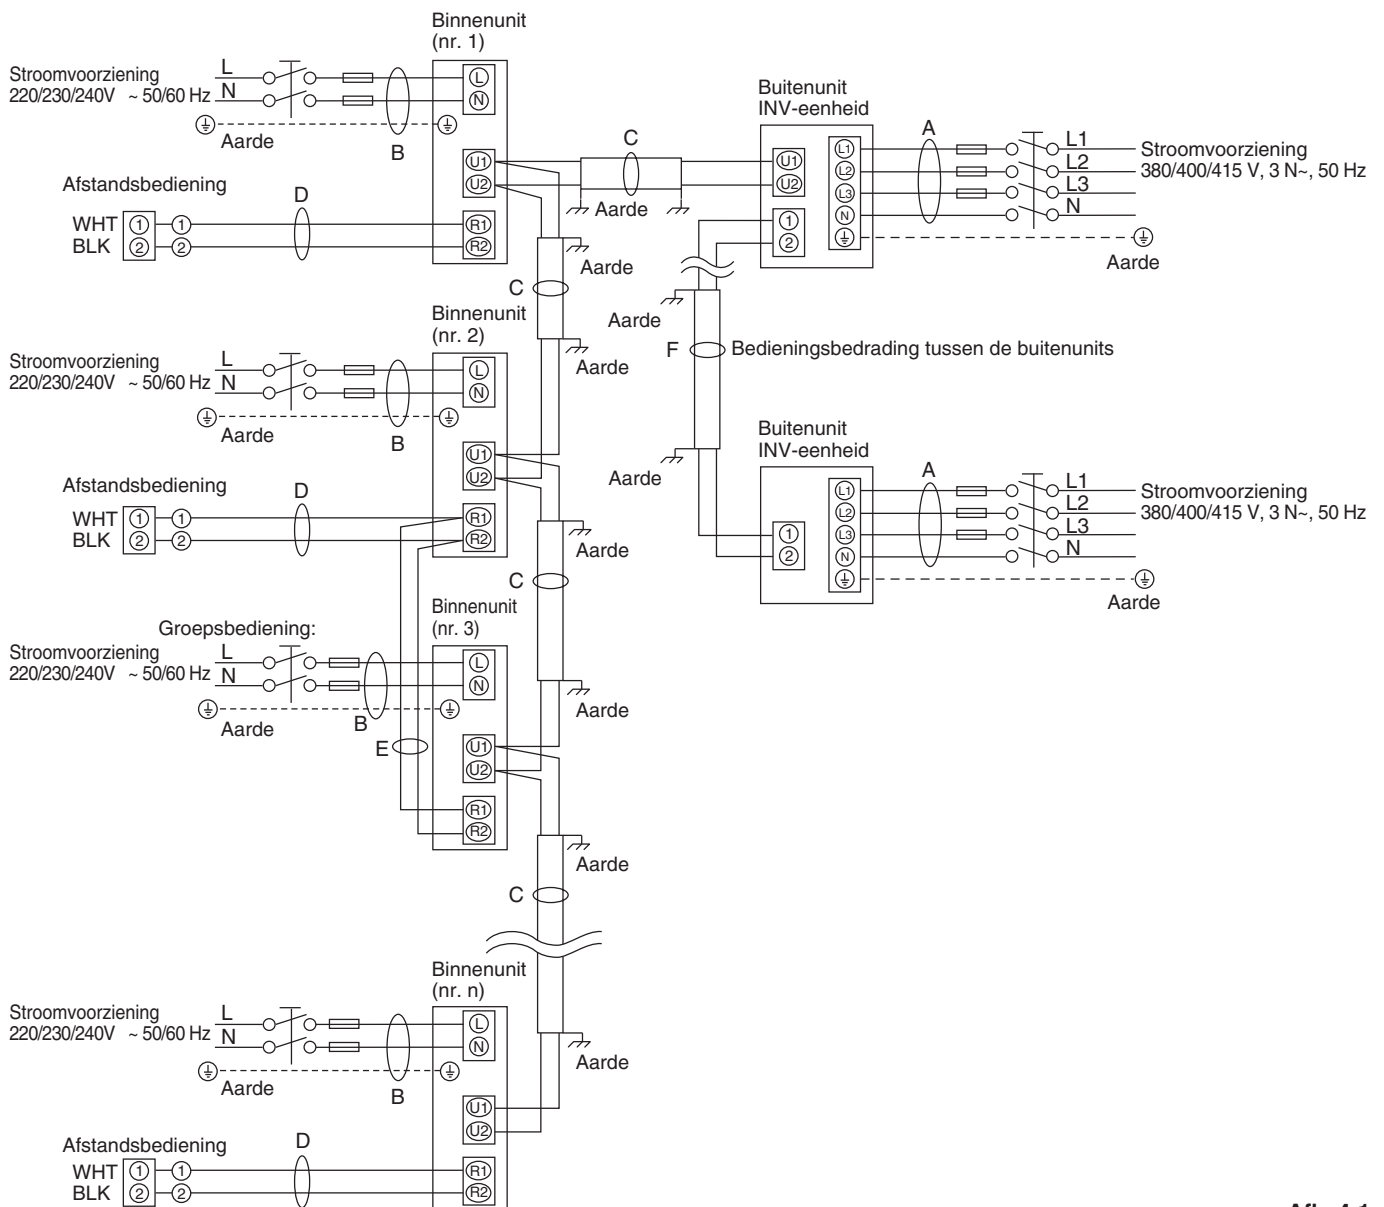 Binnenunit
(nr. 1)
Stroomvoorziening
220/230/240V ~ 50/60 Hz
L
N
Aarde
B
L
N
U1
U2
Afstandsbediening
D
WHT 1 1
BLK 2 2
R1
R2
C
Aarde
Buitenunit
INV-eenheid
U1
U2
1
2
L1
L2
L3
N
A
L1
L2
L3
N
Stroomvoorziening
380/400/415 V, 3 N~, 50 Hz
Aarde
Aarde
C
Aarde
Aarde
F
Bedieningsbedrading tussen de buitenunits
Aarde
Binnenunit
(nr. 2)
Stroomvoorziening
220/230/240V ~ 50/60 Hz
L
N
Aarde
B
L
N
U1
U2
Afstandsbediening
D
WHT 1 1
BLK 2 2
R1
R2
Aarde
C
Aarde
Buitenunit
INV-eenheid
1
2
L1
L2
L3
N
A
L1
L2
L3
N
Stroomvoorziening
380/400/415 V, 3 N~, 50 Hz
Aarde
Groepsbediening:
Binnenunit
(nr. 3)
Stroomvoorziening
220/230/240V ~ 50/60 Hz
L
N
Aarde
B
E
L
N
U1
U2
R1
R2
Aarde
C
Aarde
Binnenunit
(nr. n)
Stroomvoorziening
220/230/240V ~ 50/60 Hz
L
N
Aarde
B
L
N
U1
U2
Afstandsbediening
D
WHT 1 1
BLK 2 2
R1
R2